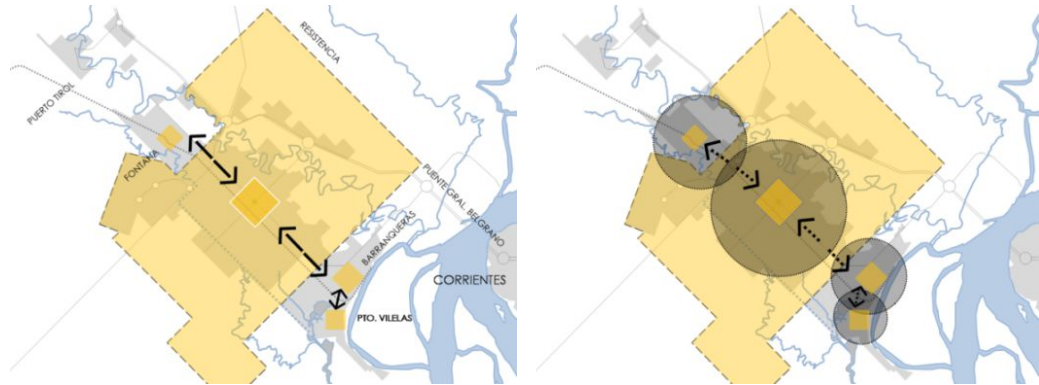 RESISTENCIA
PUERTO TIROL
FONTANA
PUENTE GRAL. BELGRANO
BARRANQUERAS
CORRIENTES
PTO. VILELAS